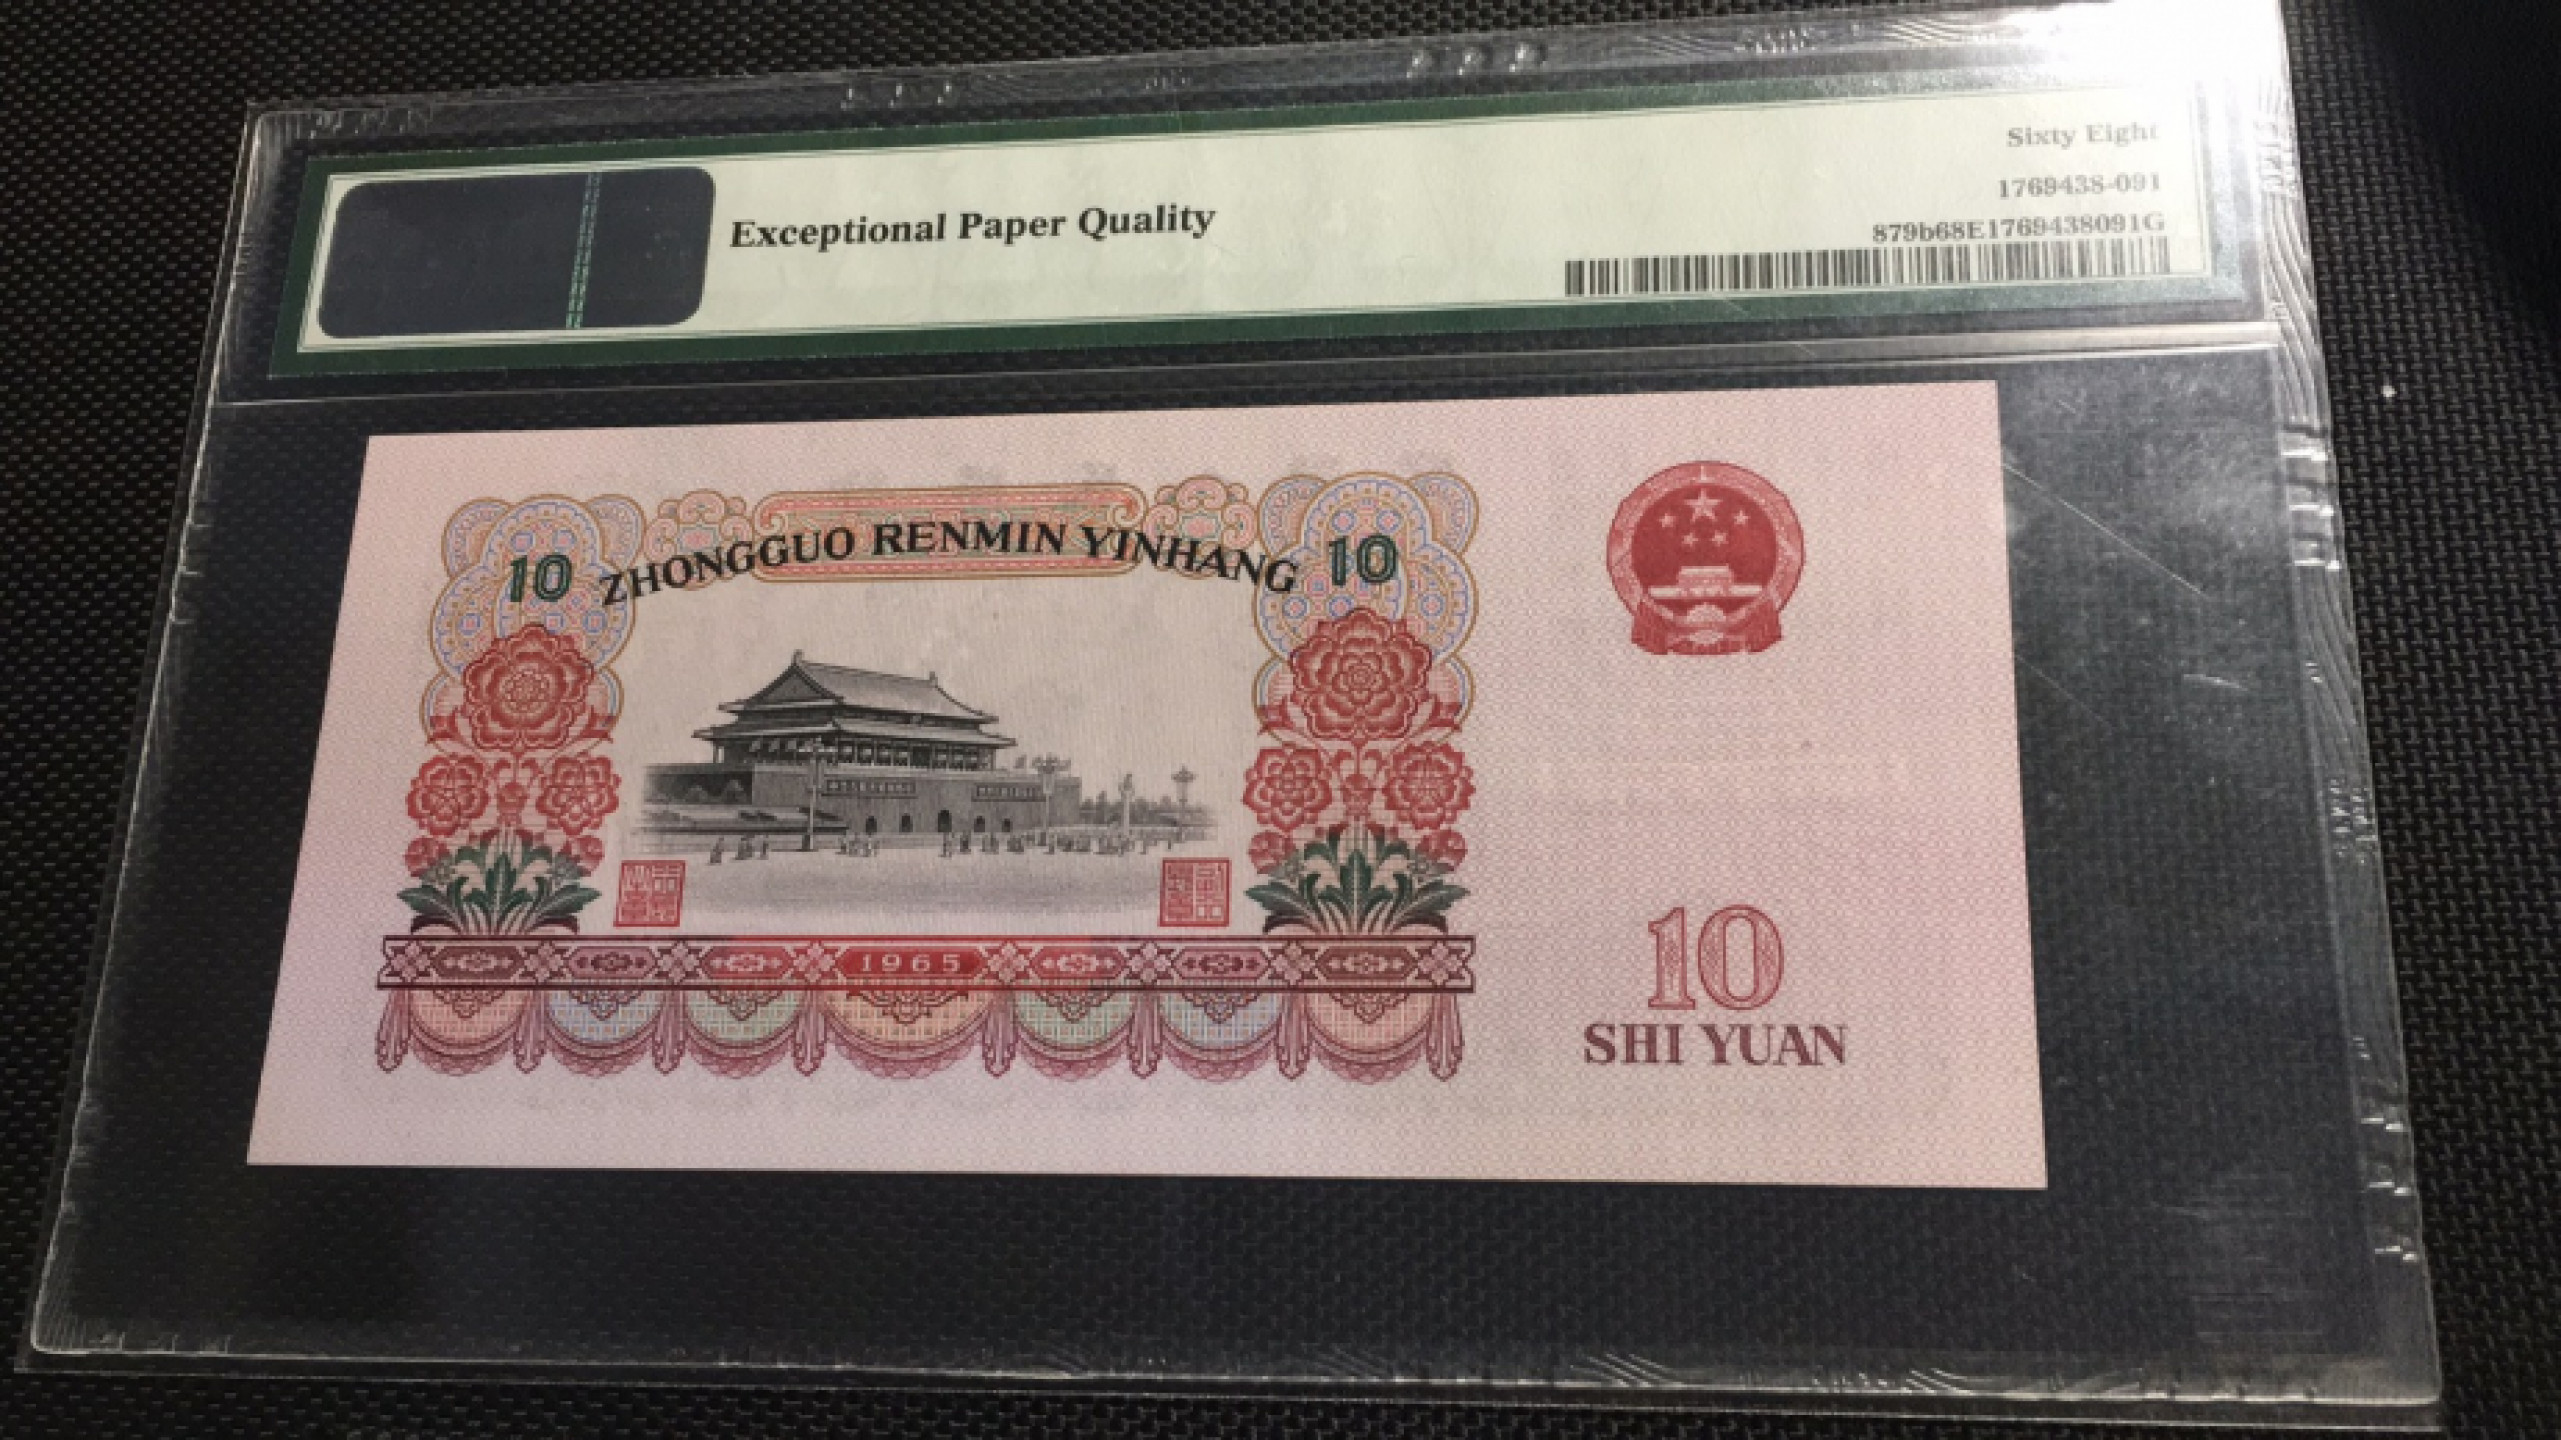 Sixty Eight
1769438-091
Exceptional Paper Quality
879b68E1769438091G
10 ZHONGGUO RENMIN YINHANG 10
1965
10
SHI YUAN